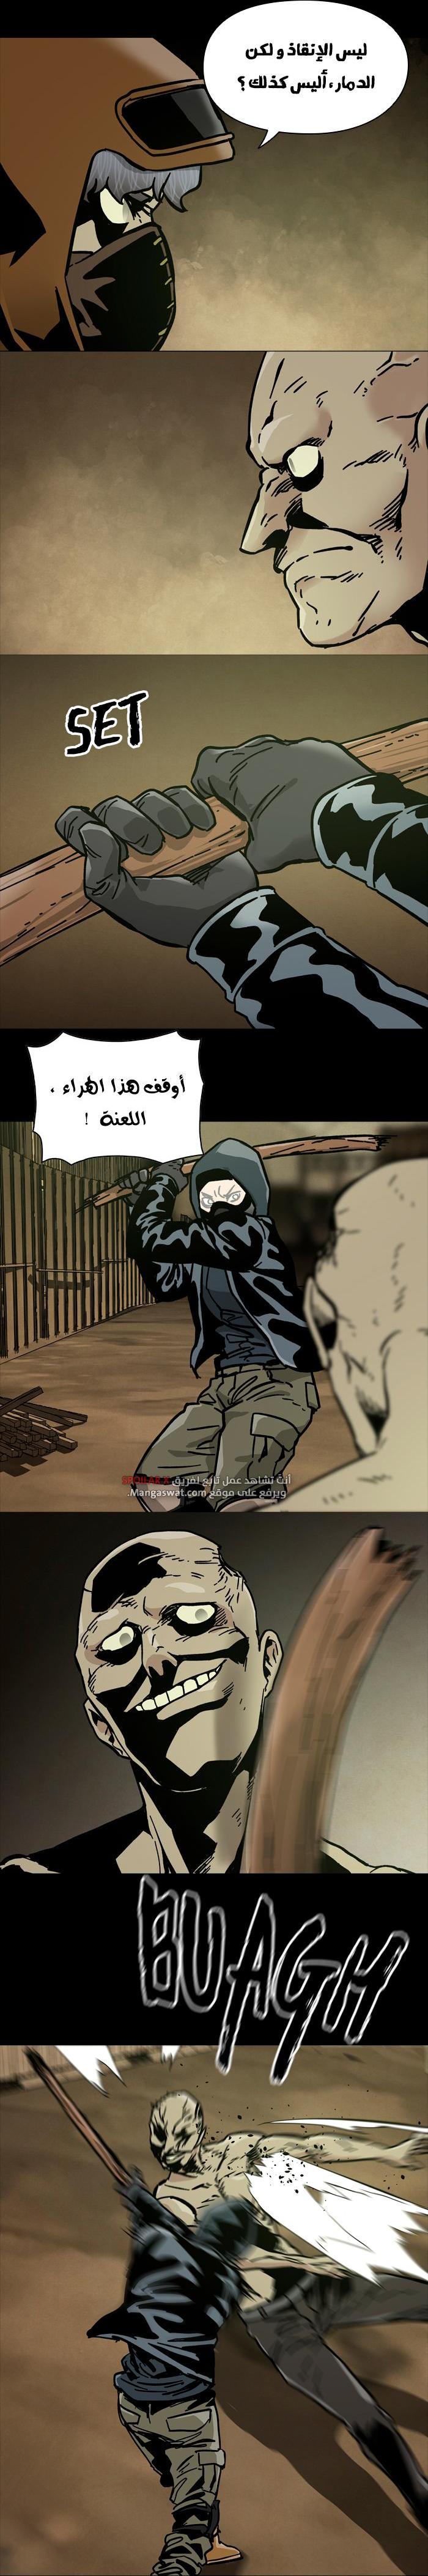 ليس الإنقاذ و لكن
الدمار، أليس كذلك ؟
SET
أوقف هذا الهراء ،
اللعنة !
أنت تشاهد عمل تابع لفريق
ويرفع على موقع Mangaswat.com.
BUAGH